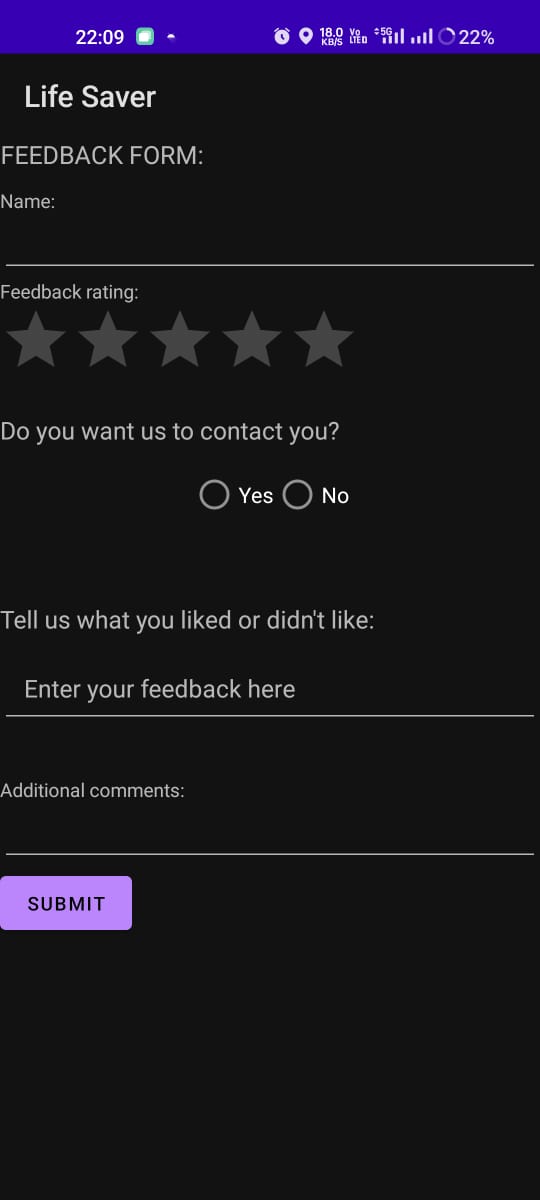 22:09 18.0 KB/S Vo LTED 5G 22%
Life Saver
FEEDBACK FORM:
Name:
Feedback rating:
Do you want us to contact you?
Yes No
Tell us what you liked or didn't like:
Enter your feedback here
Additional comments:
SUBMIT